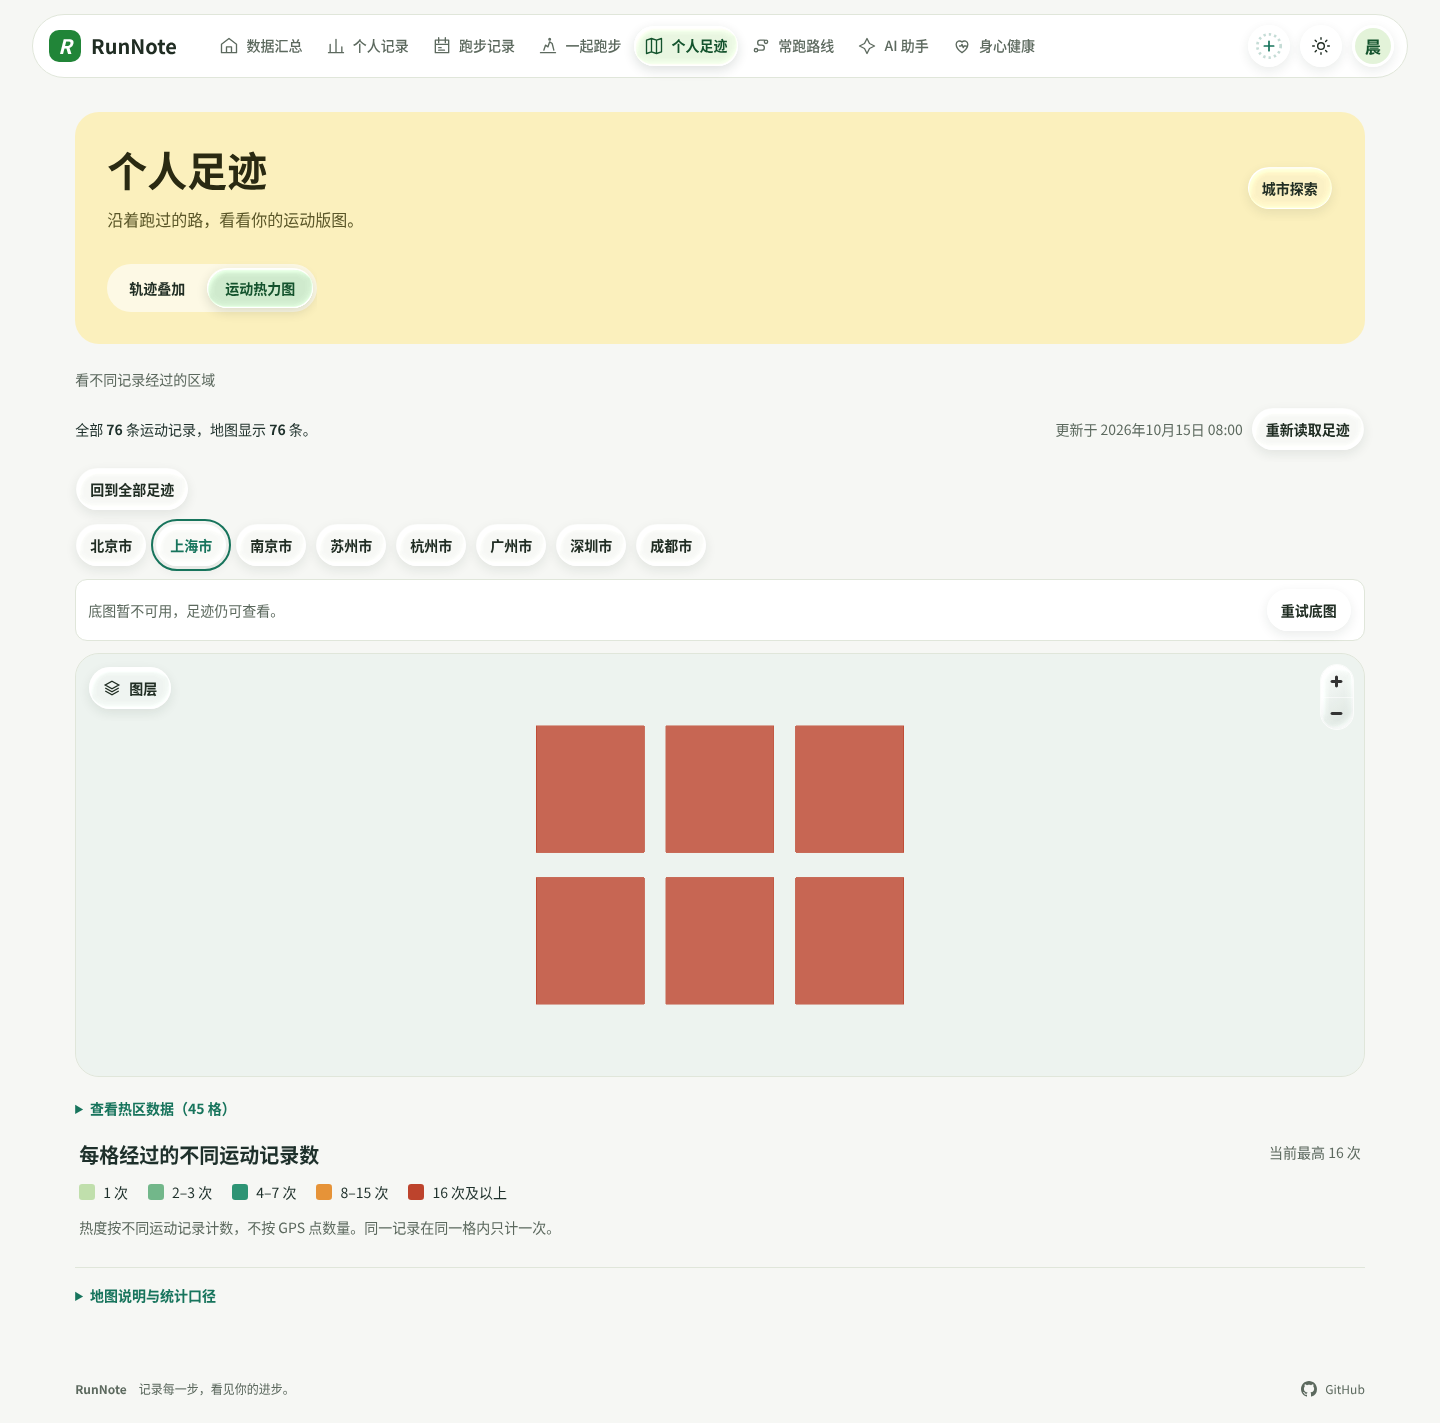 R RunNote 数据汇总 个人记录 跑步记录 一起跑步 个人足迹 常跑路线 AI 助手 身心健康 晨
个人足迹
沿着跑过的路，看看你的运动版图。
城市探索
轨迹叠加 运动热力图
看不同记录经过的区域
全部 76 条运动记录，地图显示 76 条。
更新于 2026年10月15日 08:00 重新读取足迹
回到全部足迹
北京市 上海市 南京市 苏州市 杭州市 广州市 深圳市 成都市
底图暂不可用，足迹仍可查看。 重试底图
图层
查看热区数据（45 格）
每格经过的不同运动记录数
当前最高 16 次
1 次 2–3 次 4–7 次 8–15 次 16 次及以上
热度按不同运动记录计数，不按 GPS 点数量。同一记录在同一格内只计一次。
地图说明与统计口径
RunNote 记录每一步，看见你的进步。 GitHub